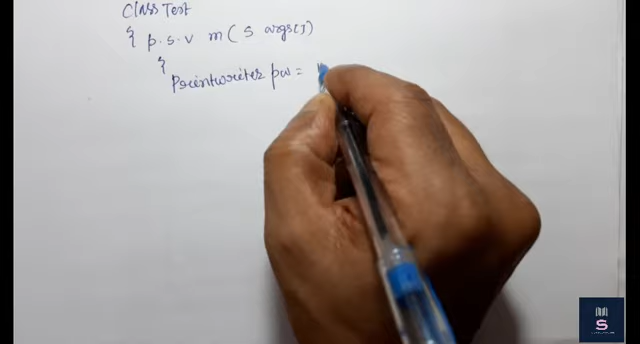 Class Test
{ p.s.v m( S args[])
{
Printwriter pw =
S